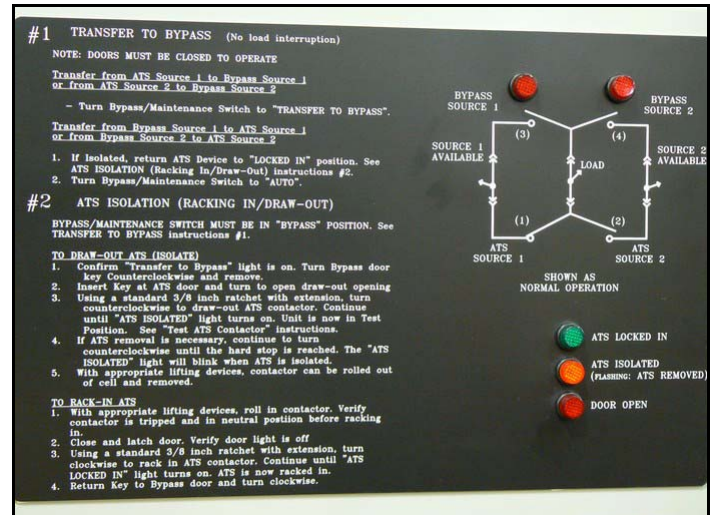 #1 TRANSFER TO BYPASS (No load interruption)
NOTE: DOORS MUST BE CLOSED TO OPERATE
Transfer from ATS Source 1 to Bypass Source 1
or from ATS Source 2 to Bypass Source 2
- Turn Bypass/Maintenance Switch to "TRANSFER TO BYPASS".
Transfer from Bypass Source 1 to ATS Source 1
or from Bypass Source 2 to ATS Source 2
1. If Isolated, return ATS Device to "LOCKED IN" position. See
ATS ISOLATION (Racking In/Draw-Out) instructions #2.
2. Turn Bypass/Maintenance Switch to "AUTO".
#2 ATS ISOLATION (RACKING IN/DRAW-OUT)
BYPASS/MAINTENANCE SWITCH MUST BE IN "BYPASS" POSITION. See
TRANSFER TO BYPASS instructions #1.
TO DRAW-OUT ATS (ISOLATE)
1. Confirm "Transfer to Bypass" light is on. Turn Bypass door
key Counterclockwise and remove.
2. Insert Key at ATS door and turn to open draw-out opening
3. Using a standard 3/8 inch ratchet with extension, turn
counterclockwise to draw-out ATS contactor. Continue
until "ATS ISOLATED" light turns on. Unit is now in Test
Position. See "Test ATS Contactor" instructions.
4. If ATS removal is necessary, continue to turn
counterclockwise until the hard stop is reached. The "ATS
ISOLATED" light will blink when ATS is isolated.
5. With appropriate lifting devices, contactor can be rolled out
of cell and removed.
TO RACK-IN ATS
1. With appropriate lifting devices, roll in contactor. Verify
contactor is tripped and in neutral postiion before racking
in.
2. Close and latch door. Verify door light is off
3. Using a standard 3/8 inch ratchet with extension, turn
clockwise to rack in ATS contactor. Continue until "ATS
LOCKED IN" light turns on. ATS is now racked in.
4. Return Key to Bypass door and turn clockwise.
BYPASS
SOURCE 1
BYPASS
SOURCE 2
(3)
(4)
SOURCE 1
AVAILABLE
LOAD
SOURCE 2
AVAILABLE
(1)
(2)
ATS
SOURCE 1
ATS
SOURCE 2
SHOWN AS
NORMAL OPERATION
ATS LOCKED IN
ATS ISOLATED
(FLASHING: ATS REMOVED)
DOOR OPEN